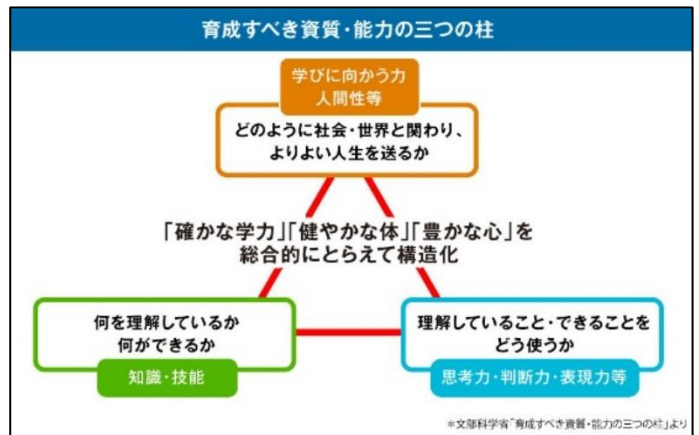 育成すべき資質・能力の三つの柱
学びに向かう力
人間性等
どのように社会・世界と関わり、
よりよい人生を送るか
「確かな学力」「健やかな体」「豊かな心」を
総合的にとらえて構造化
何を理解しているか
何ができるか
知識・技能
理解していること・できることを
どう使うか
思考力・判断力・表現力等
*文部科学省「育成すべき資質・能力の三つの柱」より